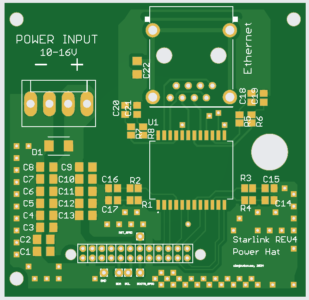 POWER INPUT
10-16V
- +
Ethernet
C22
C20
C21
C18
C19
R7
R8
U1
R5
R6
D1
C8
C9
C7
C10
C6
C11
C5
C12
C4
C13
C3
C2
C1
C16
R2
C17
R1
R3
C15
R4
C14
Starlink REV4
Power Hat